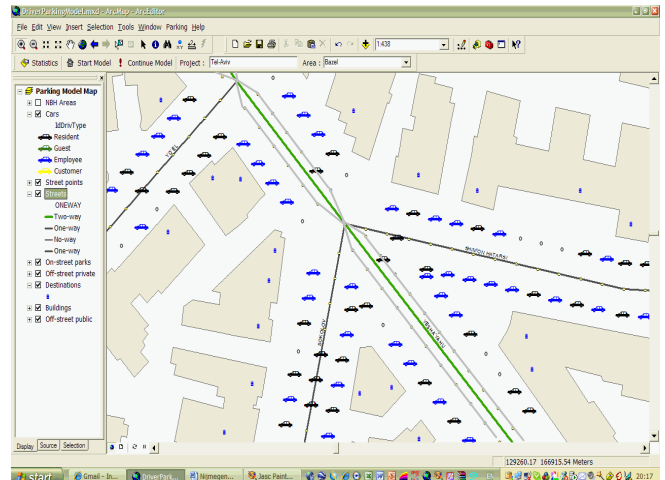 DriverParkingModel.mxd - ArcMap - ArcEditor
File Edit View Insert Selection Tools Window Parking Help
1:438
Statistics Start Model Continue Model Project : Tel-Aviv Area : Bazel
Parking Model Map
NBH Areas
Cars
IdDrivType
Resident
Guest
Employee
Customer
Street points
Streets
ONEWAY
Two-way
One-way
No-way
One-way
On-street parks
Off-street private
Destinations
Buildings
Off-street public
Display Source Selection
129260.17 166915.54 Meters
start Gmail - In... DriverPark... Nijmegen... Jasc Paint... 20:17